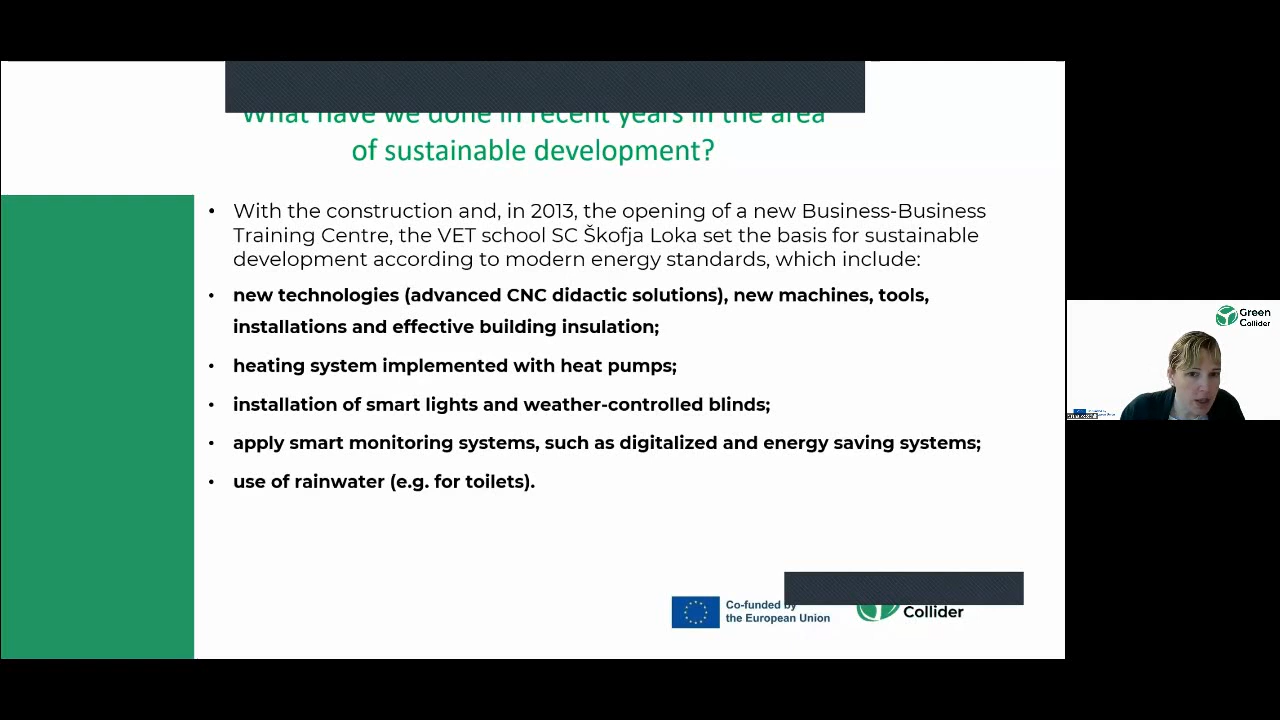 What have we done in recent years in the area
of sustainable development?
• With the construction and, in 2013, the opening of a new Business-Business
Training Centre, the VET school SC Škofja Loka set the basis for sustainable
development according to modern energy standards, which include:
• new technologies (advanced CNC didactic solutions), new machines, tools,
installations and effective building insulation;
• heating system implemented with heat pumps;
• installation of smart lights and weather-controlled blinds;
• apply smart monitoring systems, such as digitalized and energy saving systems;
• use of rainwater (e.g. for toilets).
Co-funded by
the European Union
Collider
Green
Collider